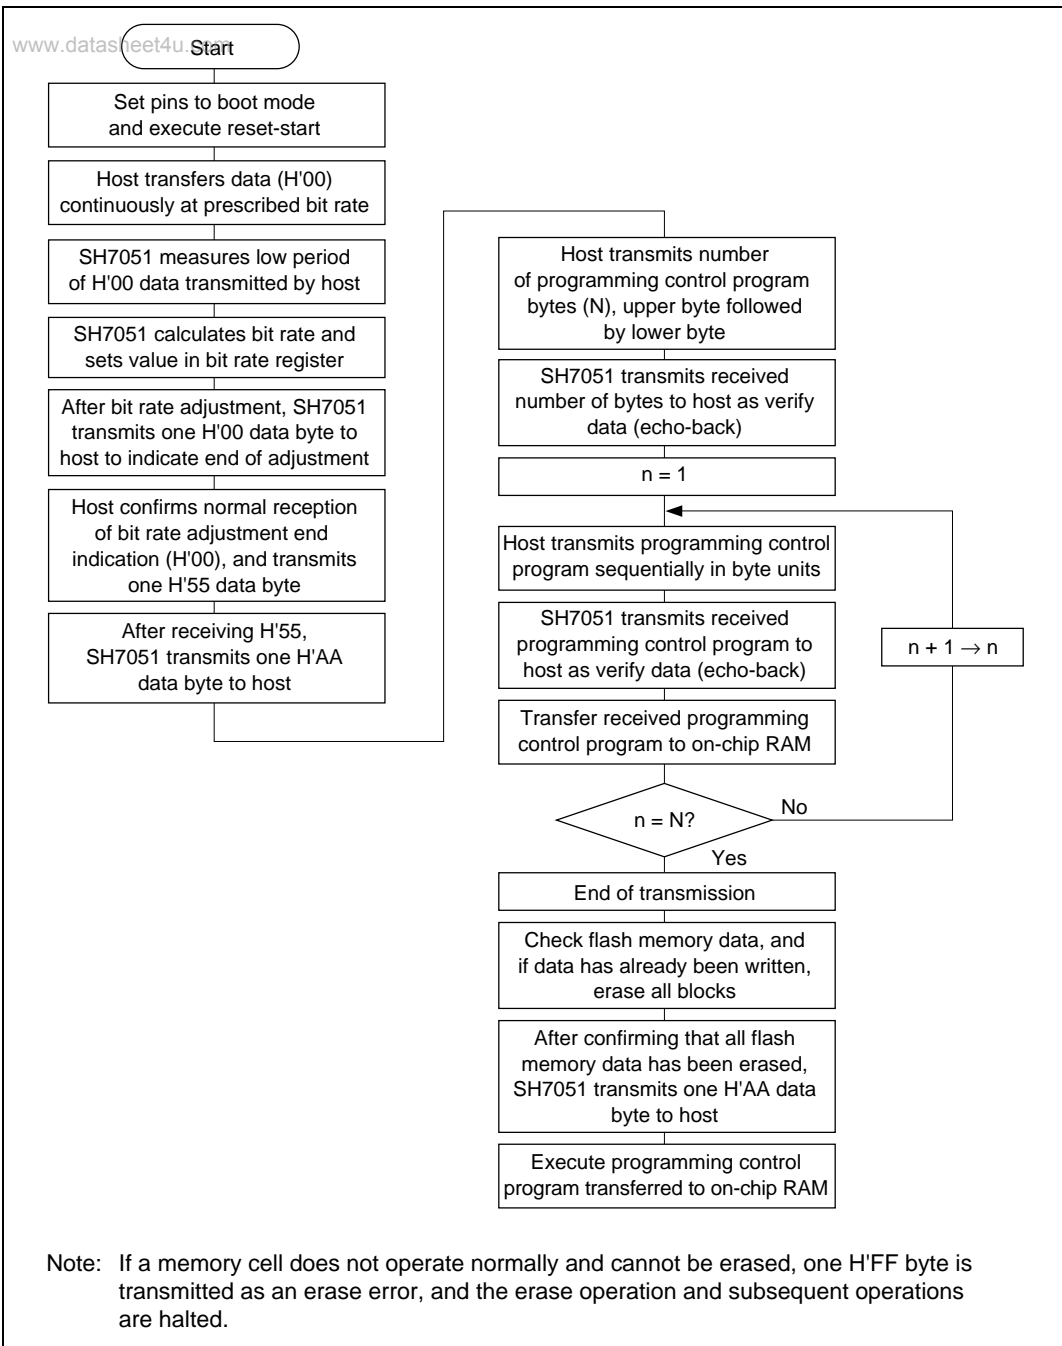 www.datasheet4u.com
Start
Set pins to boot mode
and execute reset-start
Host transfers data (H'00)
continuously at prescribed bit rate
SH7051 measures low period
of H'00 data transmitted by host
SH7051 calculates bit rate and
sets value in bit rate register
After bit rate adjustment, SH7051
transmits one H'00 data byte to
host to indicate end of adjustment
Host confirms normal reception
of bit rate adjustment end
indication (H'00), and transmits
one H'55 data byte
After receiving H'55,
SH7051 transmits one H'AA
data byte to host
Host transmits number
of programming control program
bytes (N), upper byte followed
by lower byte
SH7051 transmits received
number of bytes to host as verify
data (echo-back)
n = 1
Host transmits programming control
program sequentially in byte units
SH7051 transmits received
programming control program to
host as verify data (echo-back)
n + 1 → n
Transfer received programming
control program to on-chip RAM
n = N?
No
Yes
End of transmission
Check flash memory data, and
if data has already been written,
erase all blocks
After confirming that all flash
memory data has been erased,
SH7051 transmits one H'AA data
byte to host
Execute programming control
program transferred to on-chip RAM
Note: If a memory cell does not operate normally and cannot be erased, one H'FF byte is
transmitted as an erase error, and the erase operation and subsequent operations
are halted.